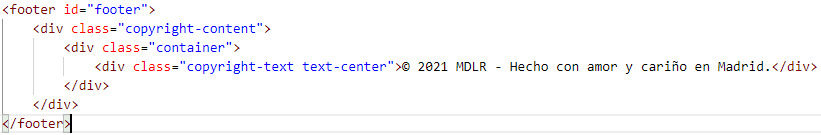 <footer id="footer">
<div class="copyright-content">
<div class="container">
<div class="copyright-text text-center">© 2021 MDLR - Hecho con amor y cariño en Madrid.</div>
</div>
</div>
</footer>